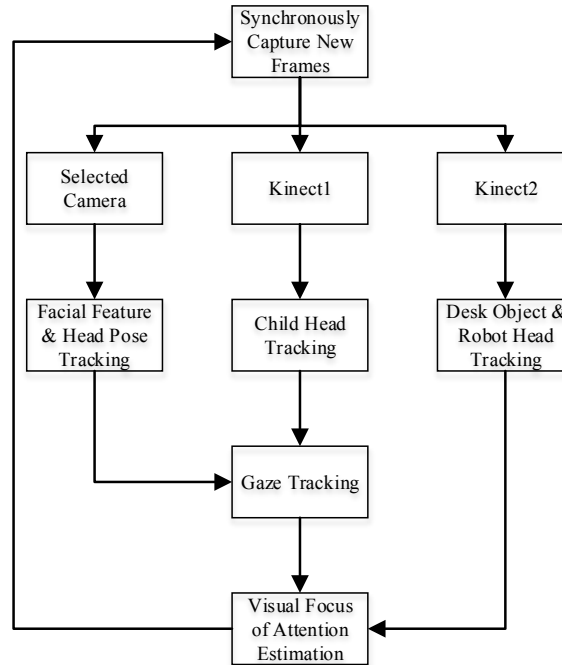 Synchronously
Capture New
Frames
Selected
Camera
Kinect1
Kinect2
Facial Feature
& Head Pose
Tracking
Child Head
Tracking
Desk Object &
Robot Head
Tracking
Gaze Tracking
Visual Focus
of Attention
Estimation